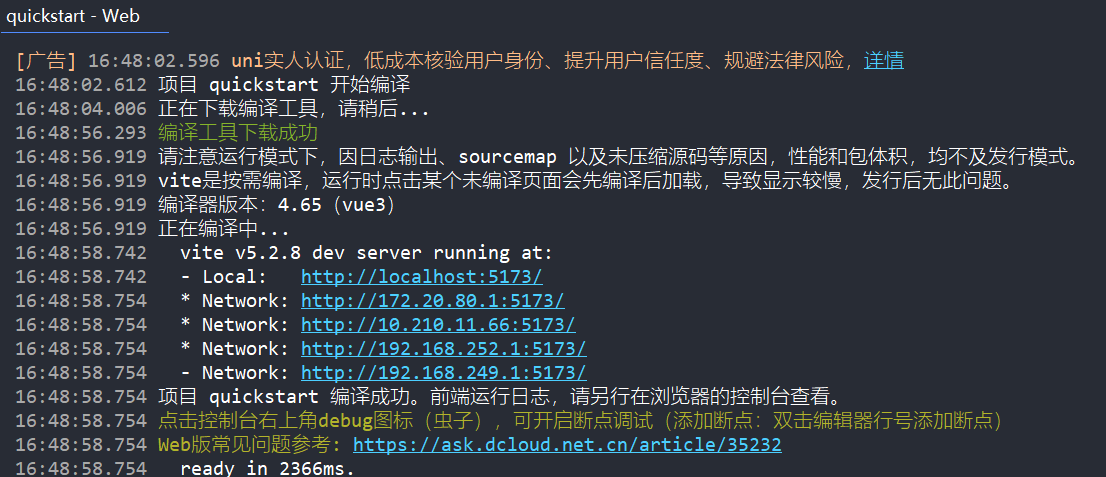 quickstart - Web
[广告] 16:48:02.596 uni实人认证，低成本核验用户身份、提升用户信任度、规避法律风险，详情
16:48:02.612 项目 quickstart 开始编译
16:48:04.006 正在下载编译工具，请稍后...
16:48:56.293 编译工具下载成功
16:48:56.919 请注意运行模式下，因日志输出、sourcemap 以及未压缩源码等原因，性能和包体积，均不及发行模式。
16:48:56.919 vite是按需编译，运行时点击某个未编译页面会先编译后加载，导致显示较慢，发行后无此问题。
16:48:56.919 编译器版本：4.65（vue3）
16:48:56.919 正在编译中...
16:48:58.742 vite v5.2.8 dev server running at:
16:48:58.742 - Local: http://localhost:5173/
16:48:58.754 * Network: http://172.20.80.1:5173/
16:48:58.754 * Network: http://10.210.11.66:5173/
16:48:58.754 * Network: http://192.168.252.1:5173/
16:48:58.754 - Network: http://192.168.249.1:5173/
16:48:58.754 项目 quickstart 编译成功。前端运行日志，请另行在浏览器的控制台查看。
16:48:58.754 点击控制台右上角debug图标（虫子），可开启断点调试（添加断点：双击编辑器行号添加断点）
16:48:58.754 Web版常见问题参考: https://ask.dcloud.net.cn/article/35232
16:48:58.754 ready in 2366ms.